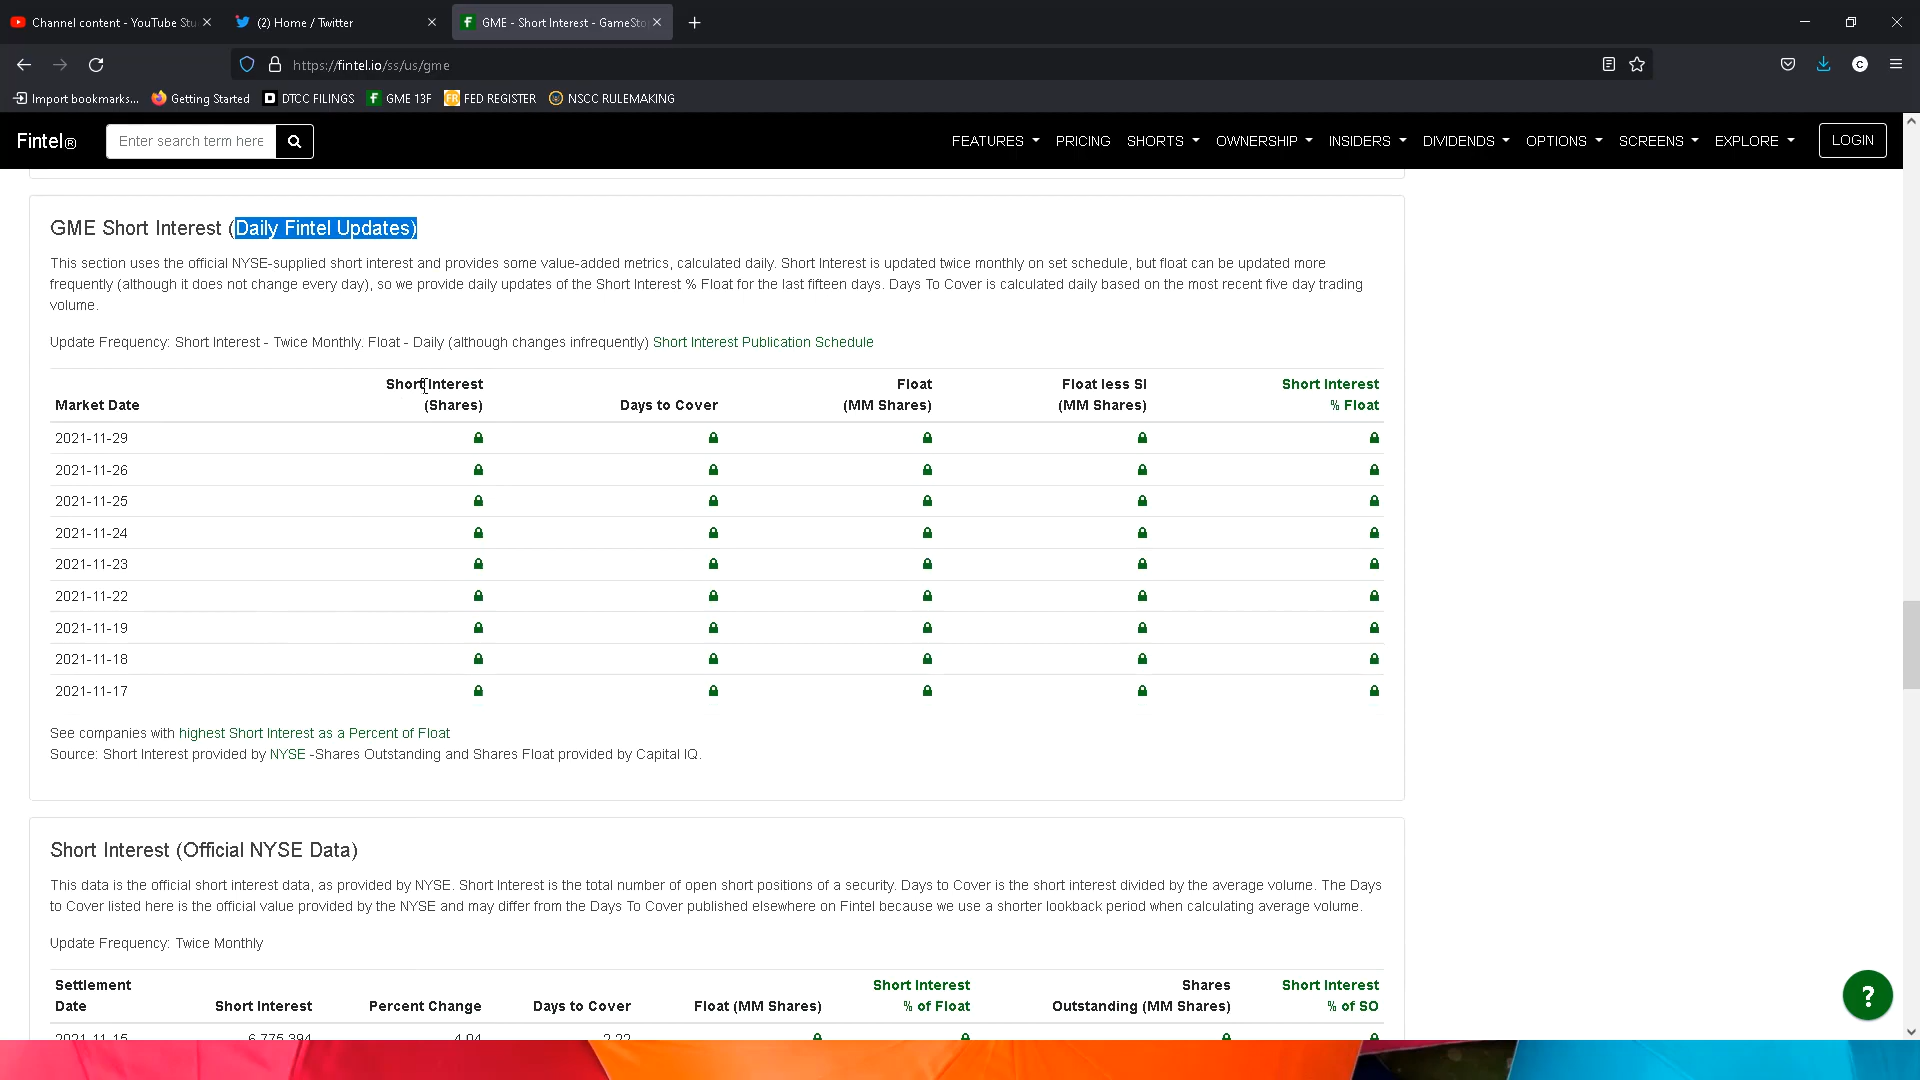 Channel content - YouTube Stu
(2) Home / Twitter
GME - Short Interest - GameSto
https://fintel.io/ss/us/gme
Import bookmarks...
Getting Started
DTCC FILINGS
GME 13F
FED REGISTER
NSCC RULEMAKING
Fintel®
Enter search term here
FEATURES
PRICING
SHORTS
OWNERSHIP
INSIDERS
DIVIDENDS
OPTIONS
SCREENS
EXPLORE
LOGIN
GME Short Interest (Daily Fintel Updates)
This section uses the official NYSE-supplied short interest and provides some value-added metrics, calculated daily. Short Interest is updated twice monthly on set schedule, but float can be updated more
frequently (although it does not change every day), so we provide daily updates of the Short Interest % Float for the last fifteen days. Days To Cover is calculated daily based on the most recent five day trading
volume.
Update Frequency: Short Interest - Twice Monthly. Float - Daily (although changes infrequently) Short Interest Publication Schedule
Market Date Short Interest (Shares) Days to Cover Float (MM Shares) Float less SI (MM Shares) Short Interest % Float
2021-11-29
2021-11-26
2021-11-25
2021-11-24
2021-11-23
2021-11-22
2021-11-19
2021-11-18
2021-11-17
See companies with highest Short Interest as a Percent of Float
Source: Short Interest provided by NYSE -Shares Outstanding and Shares Float provided by Capital IQ.
Short Interest (Official NYSE Data)
This data is the official short interest data, as provided by NYSE. Short Interest is the total number of open short positions of a security. Days to Cover is the short interest divided by the average volume. The Days
to Cover listed here is the official value provided by the NYSE and may differ from the Days To Cover published elsewhere on Fintel because we use a shorter lookback period when calculating average volume.
Update Frequency: Twice Monthly
Settlement Date Short Interest Percent Change Days to Cover Float (MM Shares) Short Interest % of Float Shares Outstanding (MM Shares) Short Interest % of SO
2021-11-15 6,775,394 4.04 2.22
?